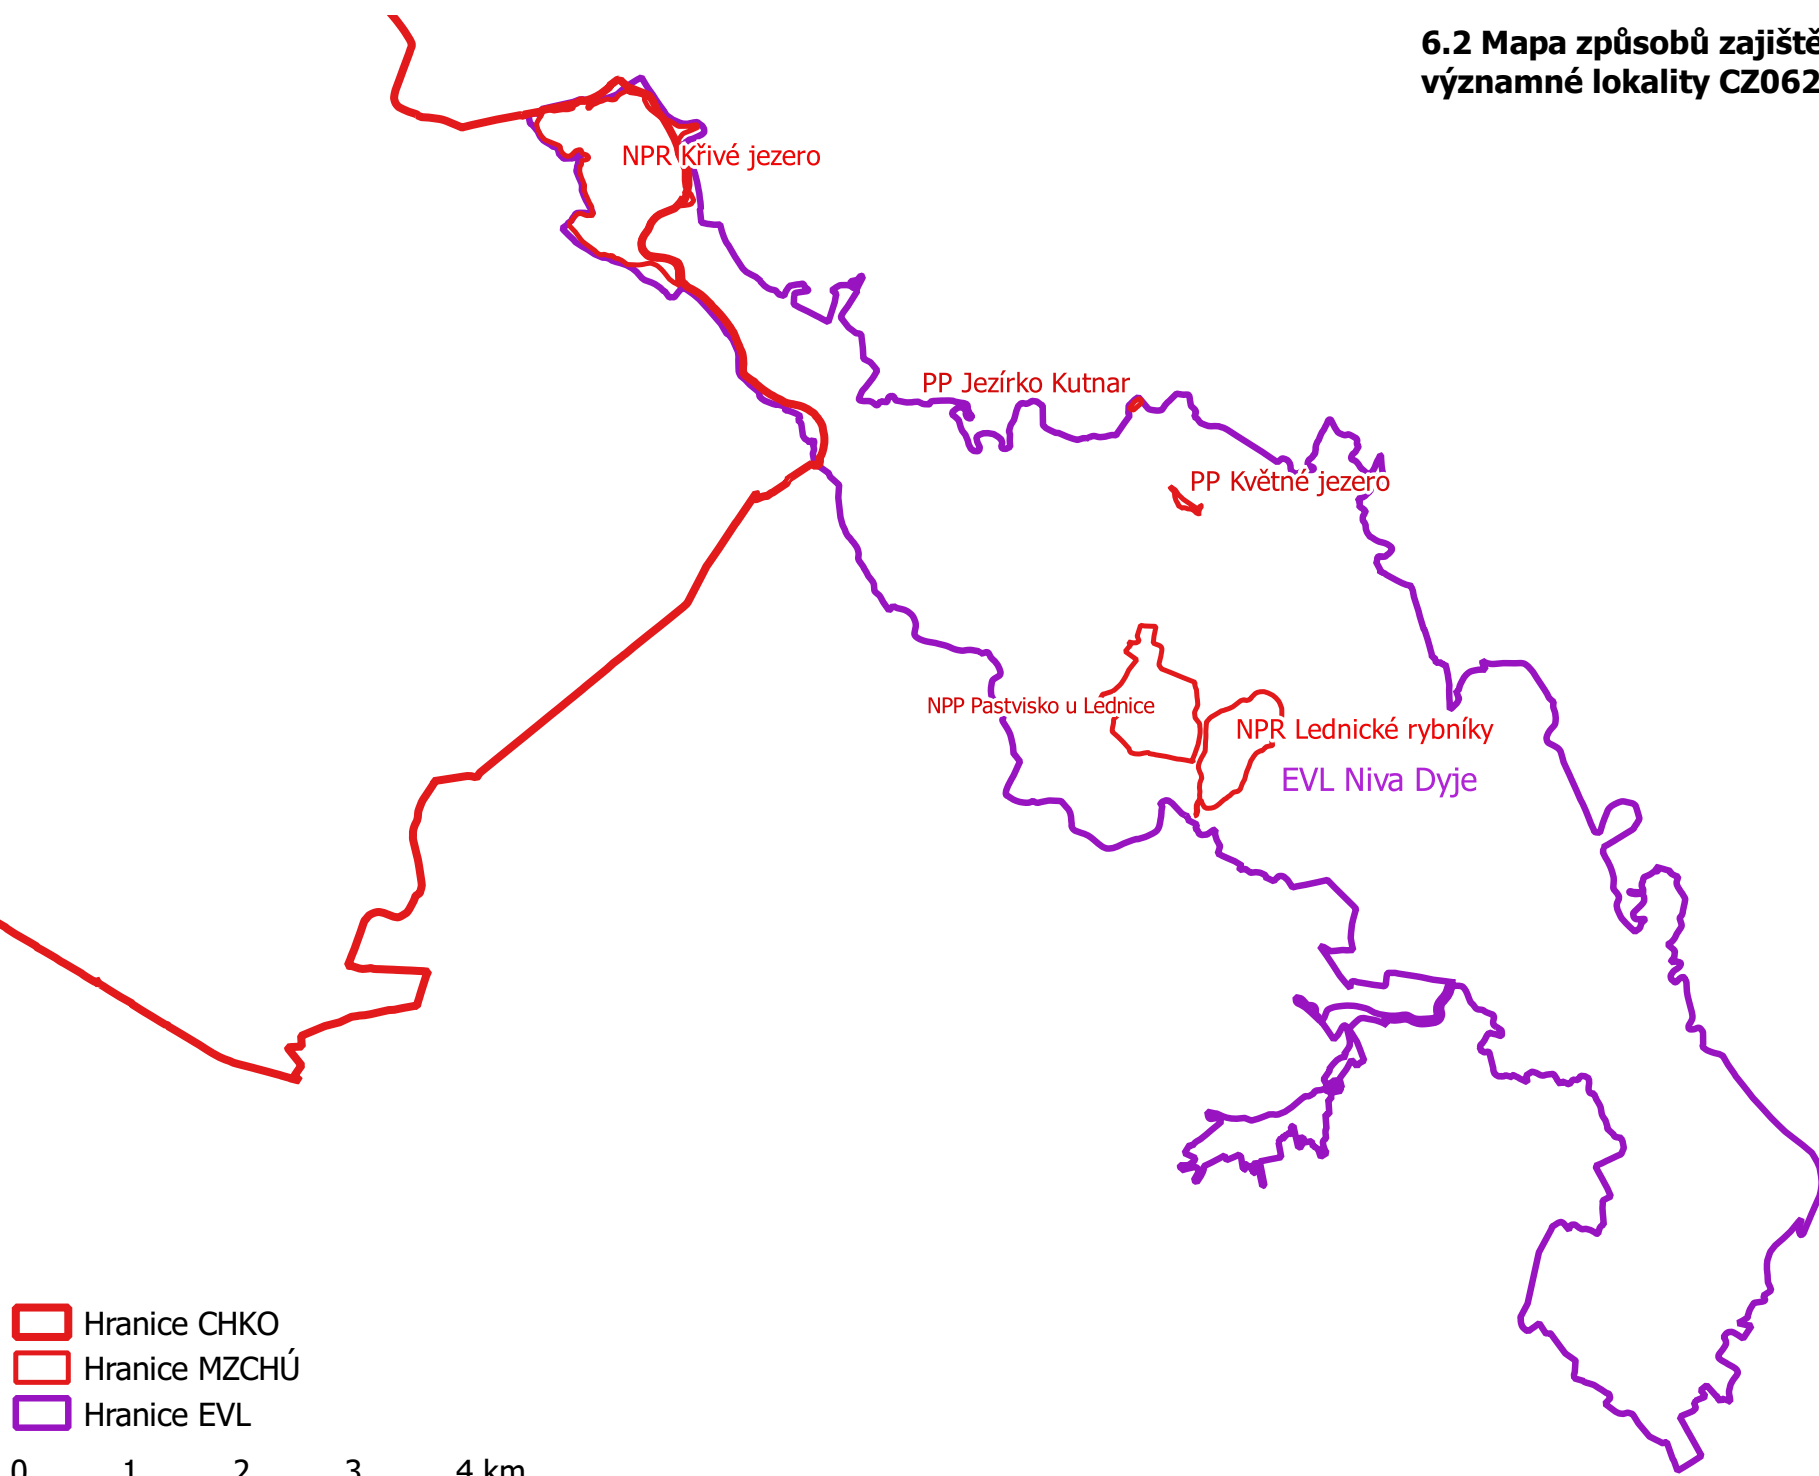 6.2 Mapa způsobů zajiště
významné lokality CZ062
NPR Křivé jezero
PP Jezírko Kutnar
PP Květné jezero
NPP Pastvisko u Lednice
NPR Lednické rybníky
EVL Niva Dyje
Hranice CHKO
Hranice MZCHÚ
Hranice EVL
0 1 2 3 4 km